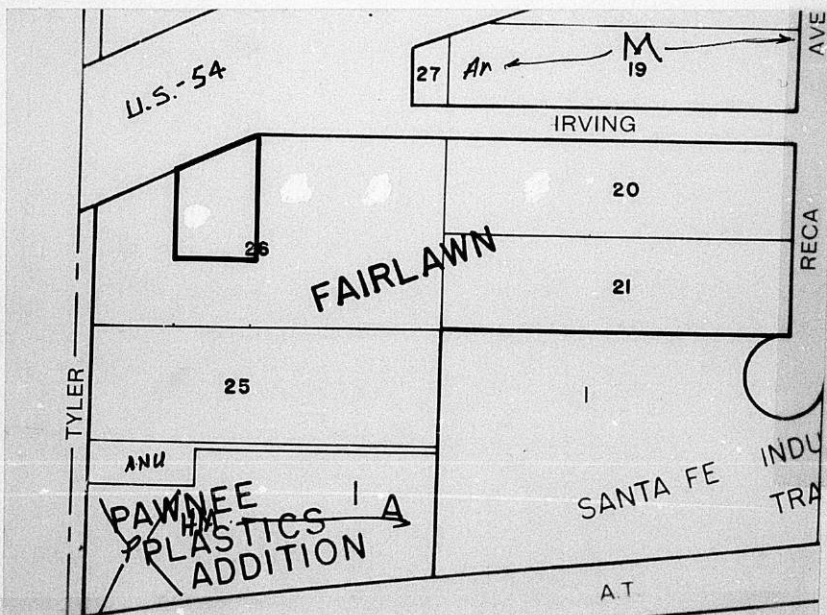 AVE
U.S.-54
27
An
M
19
IRVING
20
26
FAIRLAWN
RECA
21
TYLER
25
1
ANU
SANTA FE INDU
TRA
PAWNEE
1 A
HM
PLASTICS
ADDITION
A.T.